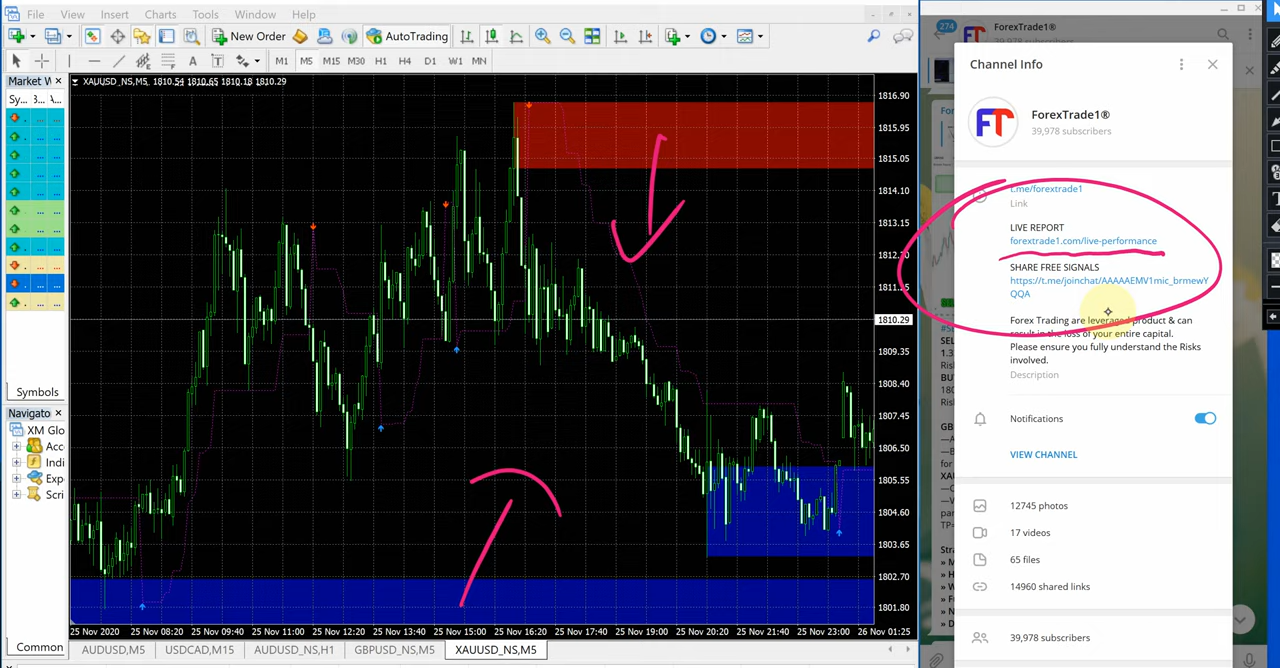 File View Insert Charts Tools Window Help
New Order AutoTrading
A T M1 M5 M15 M30 H1 H4 D1 W1 MN
Market W
Sy... B... A...
XAUUSD_NS,M5 1810.54 1810.65 1810.18 1810.29
1816.90
1815.95
1815.05
1814.10
1813.15
1811.25
1810.29
1809.35
1808.40
1807.45
1806.50
1805.55
1804.60
1803.65
1802.70
1801.80
Symbols
Navigato
XM Glo
Acc
Indi
Exp
Scri
Common
25 Nov 2020 25 Nov 08:20 25 Nov 09:40 25 Nov 11:00 25 Nov 12:20 25 Nov 13:40 25 Nov 15:00 25 Nov 16:20 25 Nov 19:00 25 Nov 20:20 25 Nov 21:40 25 Nov 23:00 26 Nov 01:25
AUDUSD,M5 USDCAD,M15 AUDUSD_NS,H1 GBPUSD_NS,M5 XAUUSD_NS,M5
274
ForexTrade1®
Channel Info
FT
ForexTrade1®
39,978 subscribers
t.me/forextrade1
Link
LIVE REPORT
forextrade1.com/live-performance
SHARE FREE SIGNALS
https://t.me/joinchat/AAAAAEMV1mic_brmewY
QQA
Forex Trading are leveraged product & can
result in the loss of your entire capital.
Please ensure you fully understand the Risks
involved.
Description
Notifications
VIEW CHANNEL
12745 photos
17 videos
65 files
14960 shared links
39,978 subscribers